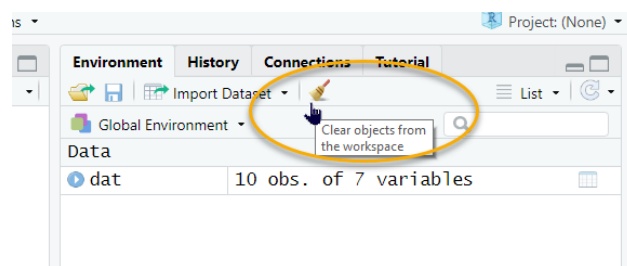 ns
Project: (None)
Environment History Connections Tutorial
Import Dataset List
Global Environment
Clear objects from
the workspace
Data
dat 10 obs. of 7 variables